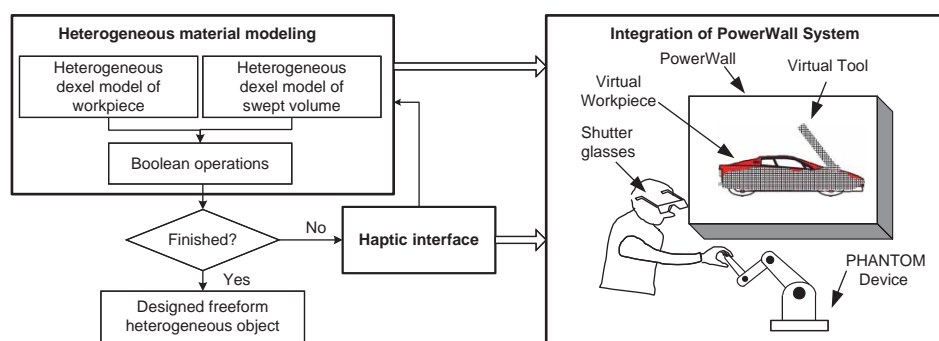 Heterogeneous material modeling
Heterogeneous
dexel model of
workpiece
Heterogeneous
dexel model of
swept volume
Boolean operations
Finished?
No
Yes
Haptic interface
Designed freeform
heterogeneous object
Integration of PowerWall System
PowerWall
Virtual Tool
Virtual
Workpiece
Shutter
glasses
PHANTOM
Device